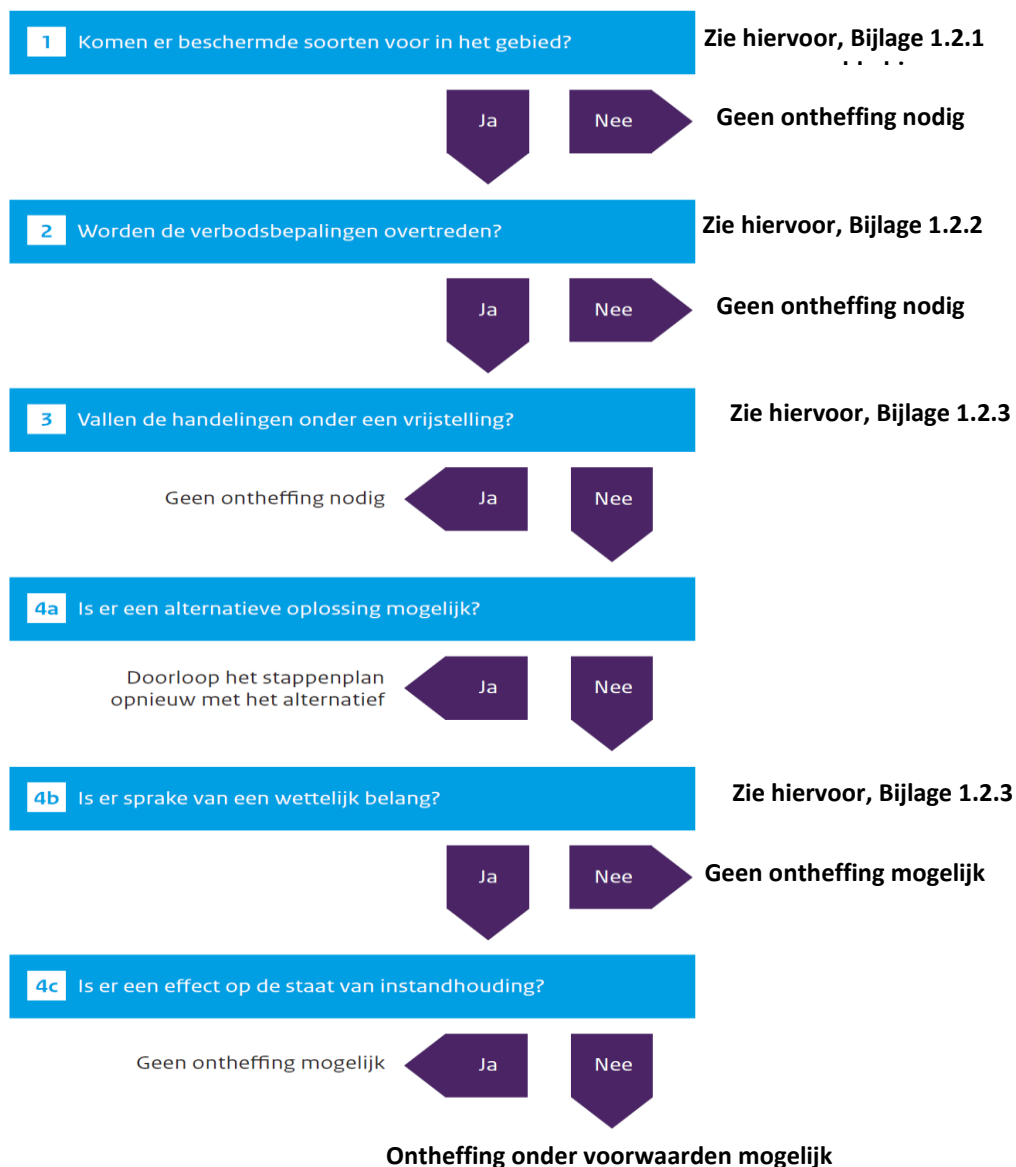 1 Komen er beschermde soorten voor in het gebied? Zie hiervoor, Bijlage 1.2.1
Ja Nee Geen ontheffing nodig
2 Worden de verbodsbepalingen overtreden? Zie hiervoor, Bijlage 1.2.2
Ja Nee Geen ontheffing nodig
3 Vallen de handelingen onder een vrijstelling? Zie hiervoor, Bijlage 1.2.3
Geen ontheffing nodig Ja Nee
4a Is er een alternatieve oplossing mogelijk?
Doorloop het stappenplan
opnieuw met het alternatief Ja Nee
4b Is er sprake van een wettelijk belang? Zie hiervoor, Bijlage 1.2.3
Ja Nee Geen ontheffing mogelijk
4c Is er een effect op de staat van instandhouding?
Geen ontheffing mogelijk Ja Nee
Ontheffing onder voorwaarden mogelijk